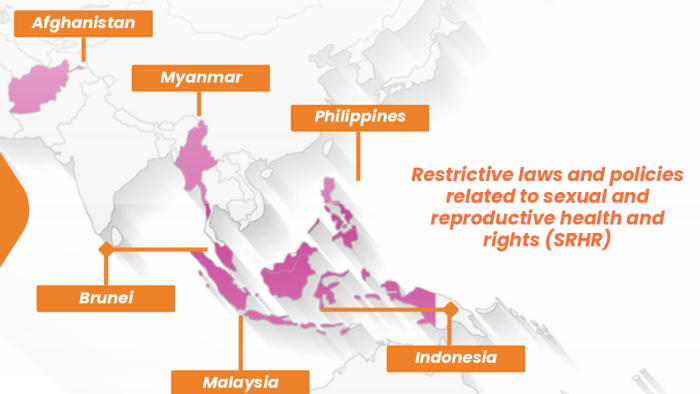 Afghanistan
Myanmar
Philippines
Restrictive laws and policies
related to sexual and
reproductive health and
rights (SRHR)
Brunei
Indonesia
Malaysia